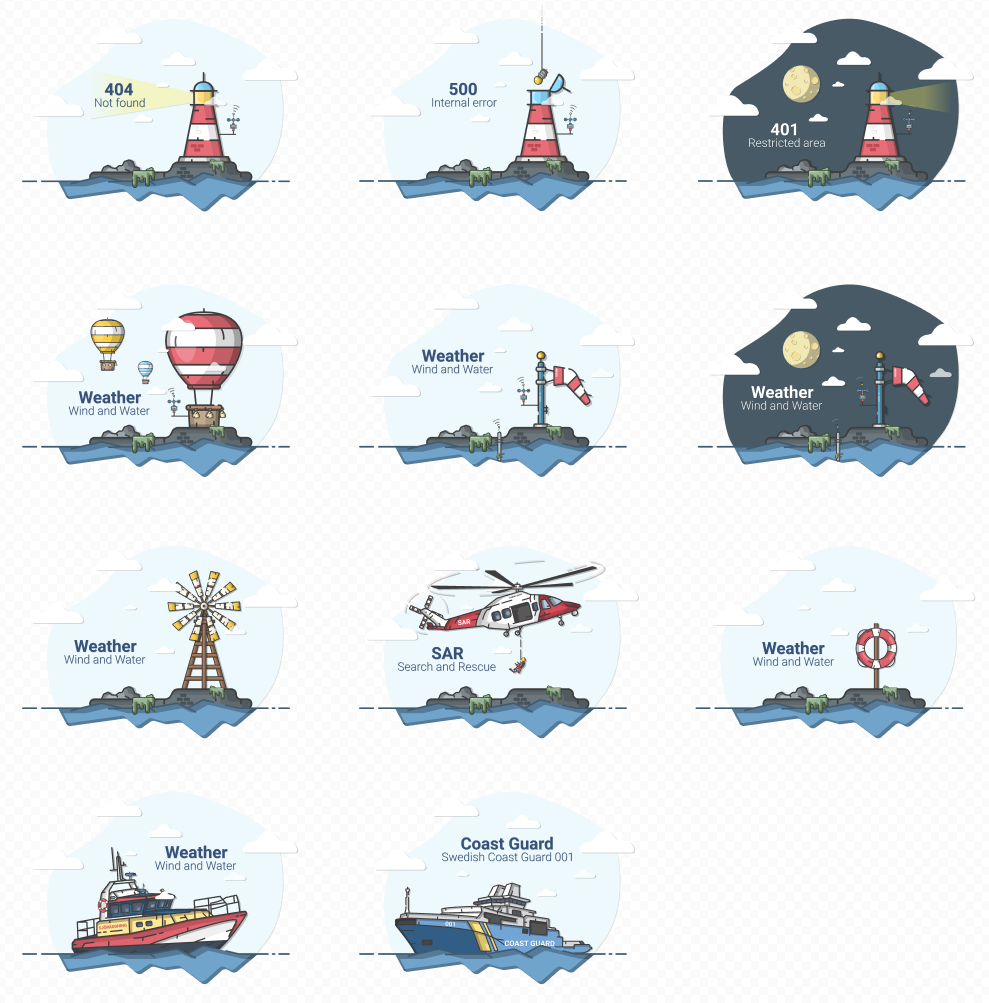 404
Not found
500
Internal error
401
Restricted area
Weather
Wind and Water
Weather
Wind and Water
Weather
Wind and Water
Weather
Wind and Water
SAR
SAR
Search and Rescue
Weather
Wind and Water
Weather
Wind and Water
Coast Guard
Swedish Coast Guard 001
001
COAST GUARD